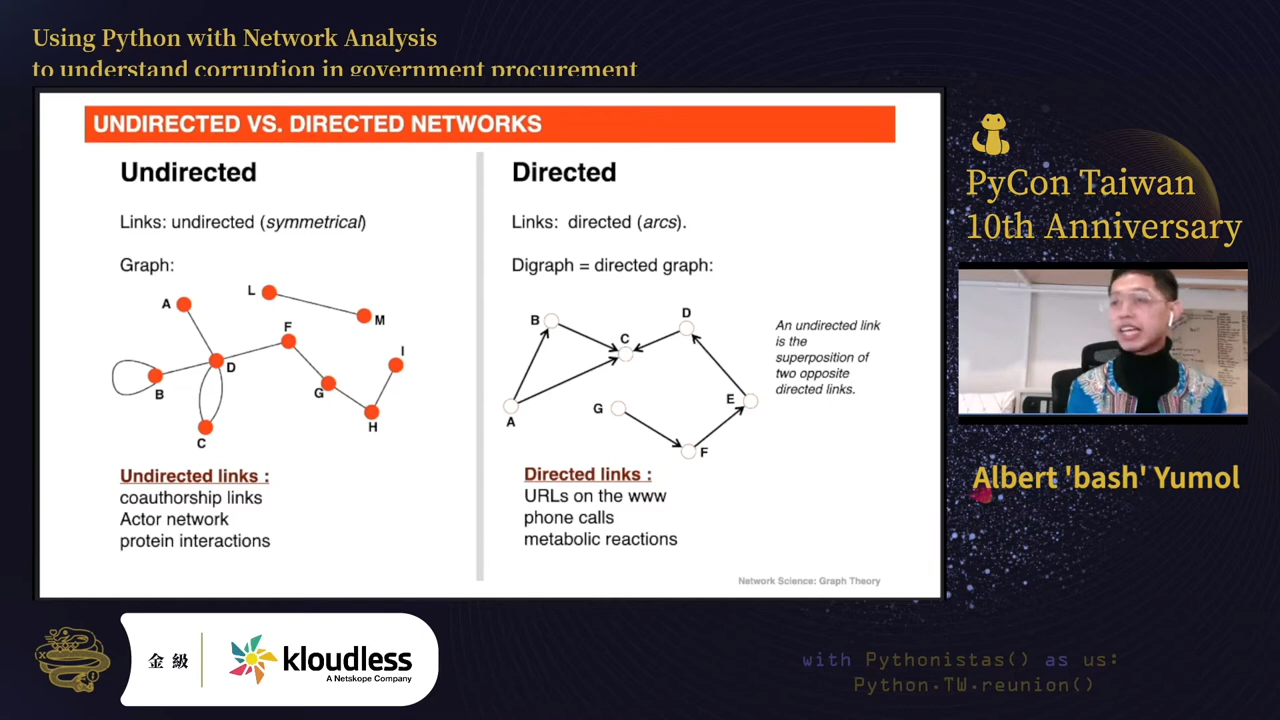 Using Python with Network Analysis
to understand corruption in government procurement
UNDIRECTED VS. DIRECTED NETWORKS
Undirected
Links: undirected (symmetrical)
Graph:
L
A
M
F
I
D
B
G
C
H
Undirected links :
coauthorship links
Actor network
protein interactions
Directed
Links: directed (arcs).
Digraph = directed graph:
D
B
C
E
G
A
F
An undirected link
is the
superposition of
two opposite
directed links.
Directed links :
URLs on the www
phone calls
metabolic reactions
Network Science: Graph Theory
PyCon Taiwan
10th Anniversary
Albert 'bash' Yumol
金級
kloudless
A Netskope Company
with Pythonistas() as us:
Python.TW.reunion()